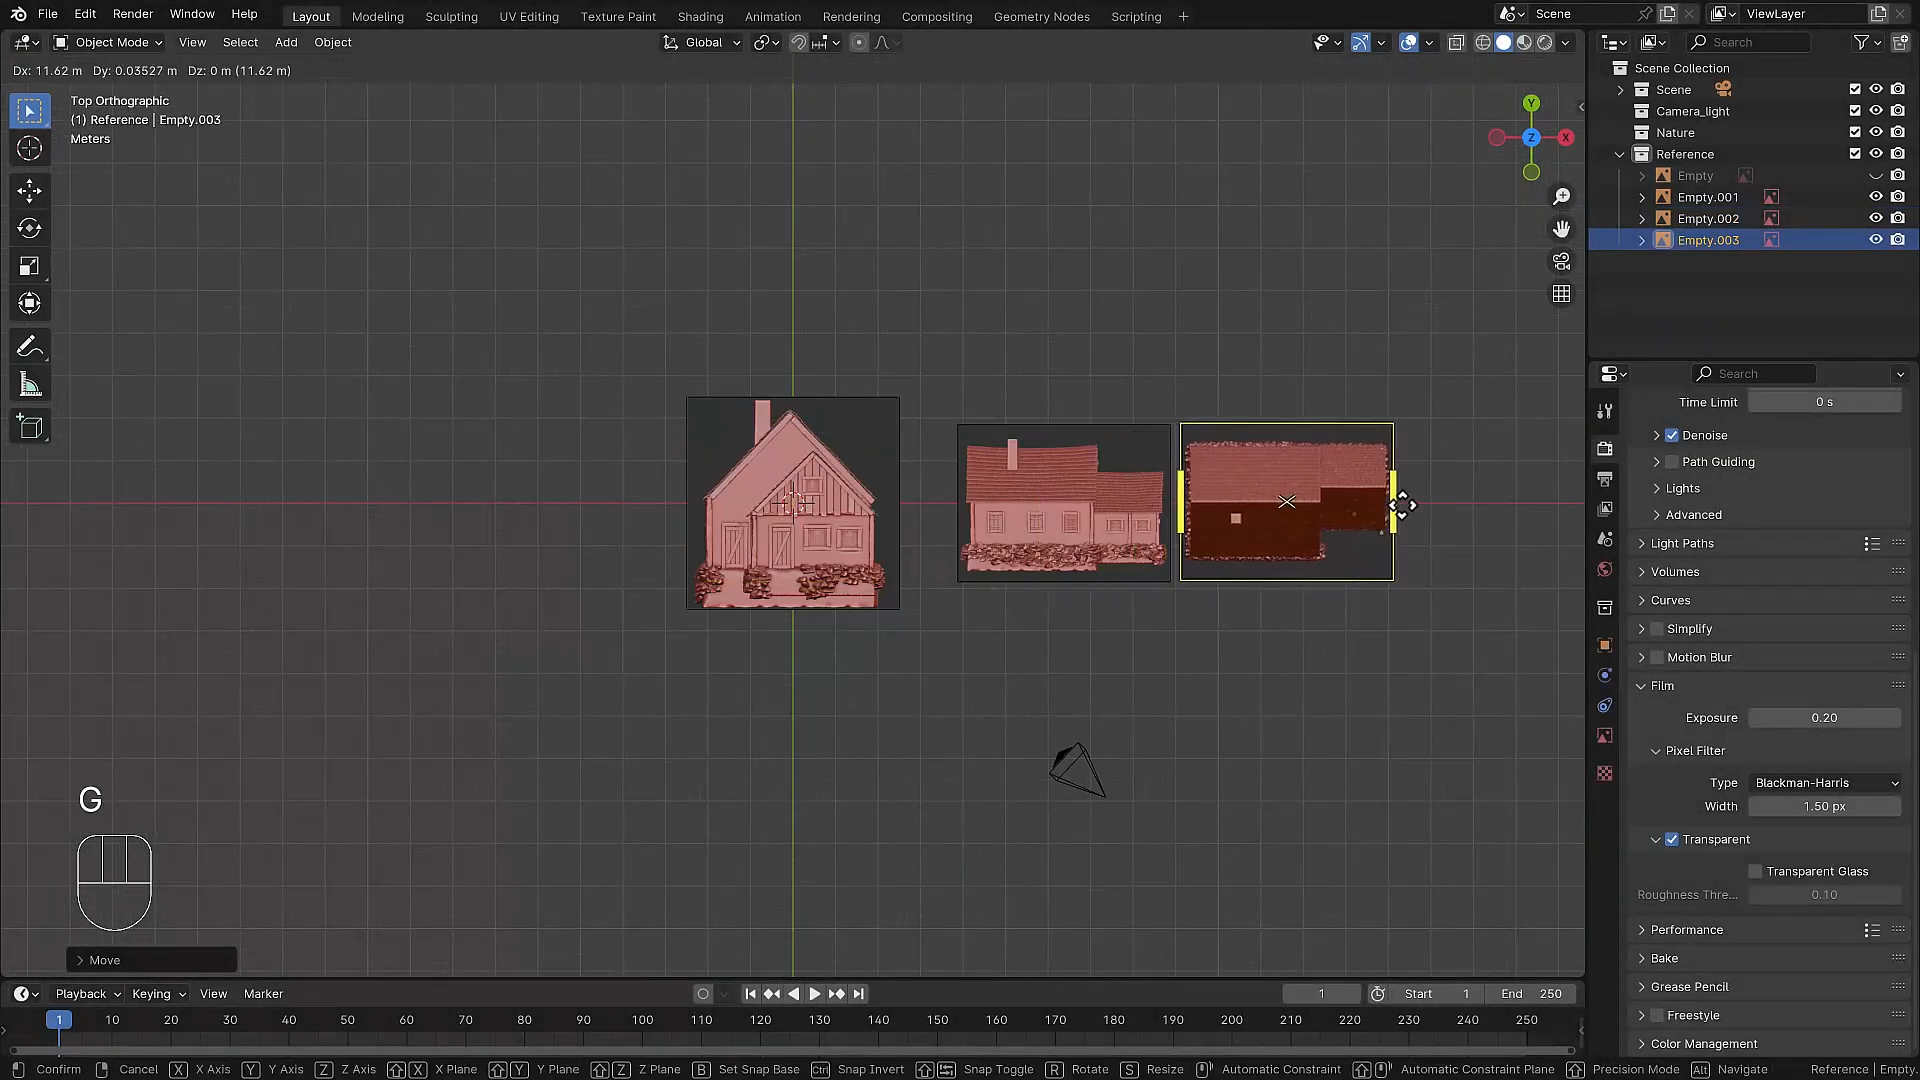 File Edit Render Window Help Layout Modeling Sculpting UV Editing Texture Paint Shading Animation Rendering Compositing Geometry Nodes Scripting + Scene ViewLayer
Object Mode View Select Add Object Global Search
Dx: 11.62 m Dy: 0.03527 m Dz: 0 m (11.62 m)
Top Orthographic
(1) Reference | Empty.003
Meters
Y
Z
X
G
Move
Scene Collection
Scene
Camera_light
Nature
Reference
Empty
Empty.001
Empty.002
Empty.003
Search
Time Limit 0 s
Denoise
Path Guiding
Lights
Advanced
Light Paths
Volumes
Curves
Simplify
Motion Blur
Film
Exposure 0.20
Pixel Filter
Type Blackman-Harris
Width 1.50 px
Transparent
Transparent Glass
Roughness Thre... 0.10
Performance
Bake
Grease Pencil
Freestyle
Color Management
Playback Keying View Marker 1 Start 1 End 250
1 10 20 30 40 50 60 70 80 90 100 110 120 130 140 150 160 170 180 190 200 210 220 230 240 250
Confirm Cancel X X Axis Y Y Axis Z Z Axis X X Plane Y Y Plane Z Z Plane B Set Snap Base Ctrl Snap Invert Snap Toggle R Rotate S Resize Automatic Constraint Automatic Constraint Plane Precision Mode Alt Navigate Reference | Empty.